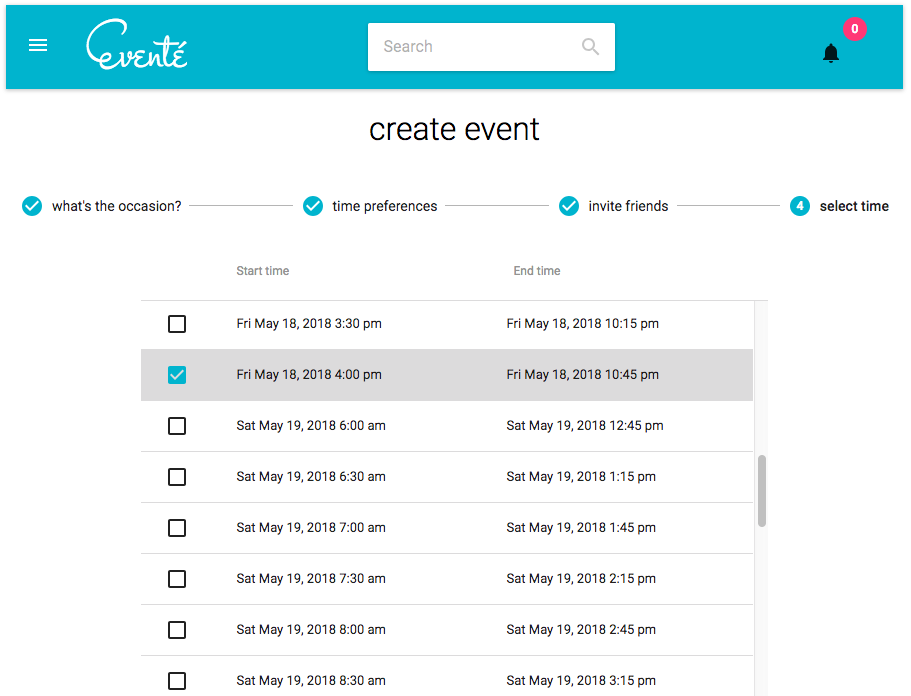 eventé
Search
0
create event
what's the occasion?
time preferences
invite friends
4 select time
Start time End time
Fri May 18, 2018 3:30 pm Fri May 18, 2018 10:15 pm
Fri May 18, 2018 4:00 pm Fri May 18, 2018 10:45 pm
Sat May 19, 2018 6:00 am Sat May 19, 2018 12:45 pm
Sat May 19, 2018 6:30 am Sat May 19, 2018 1:15 pm
Sat May 19, 2018 7:00 am Sat May 19, 2018 1:45 pm
Sat May 19, 2018 7:30 am Sat May 19, 2018 2:15 pm
Sat May 19, 2018 8:00 am Sat May 19, 2018 2:45 pm
Sat May 19, 2018 8:30 am Sat May 19, 2018 3:15 pm